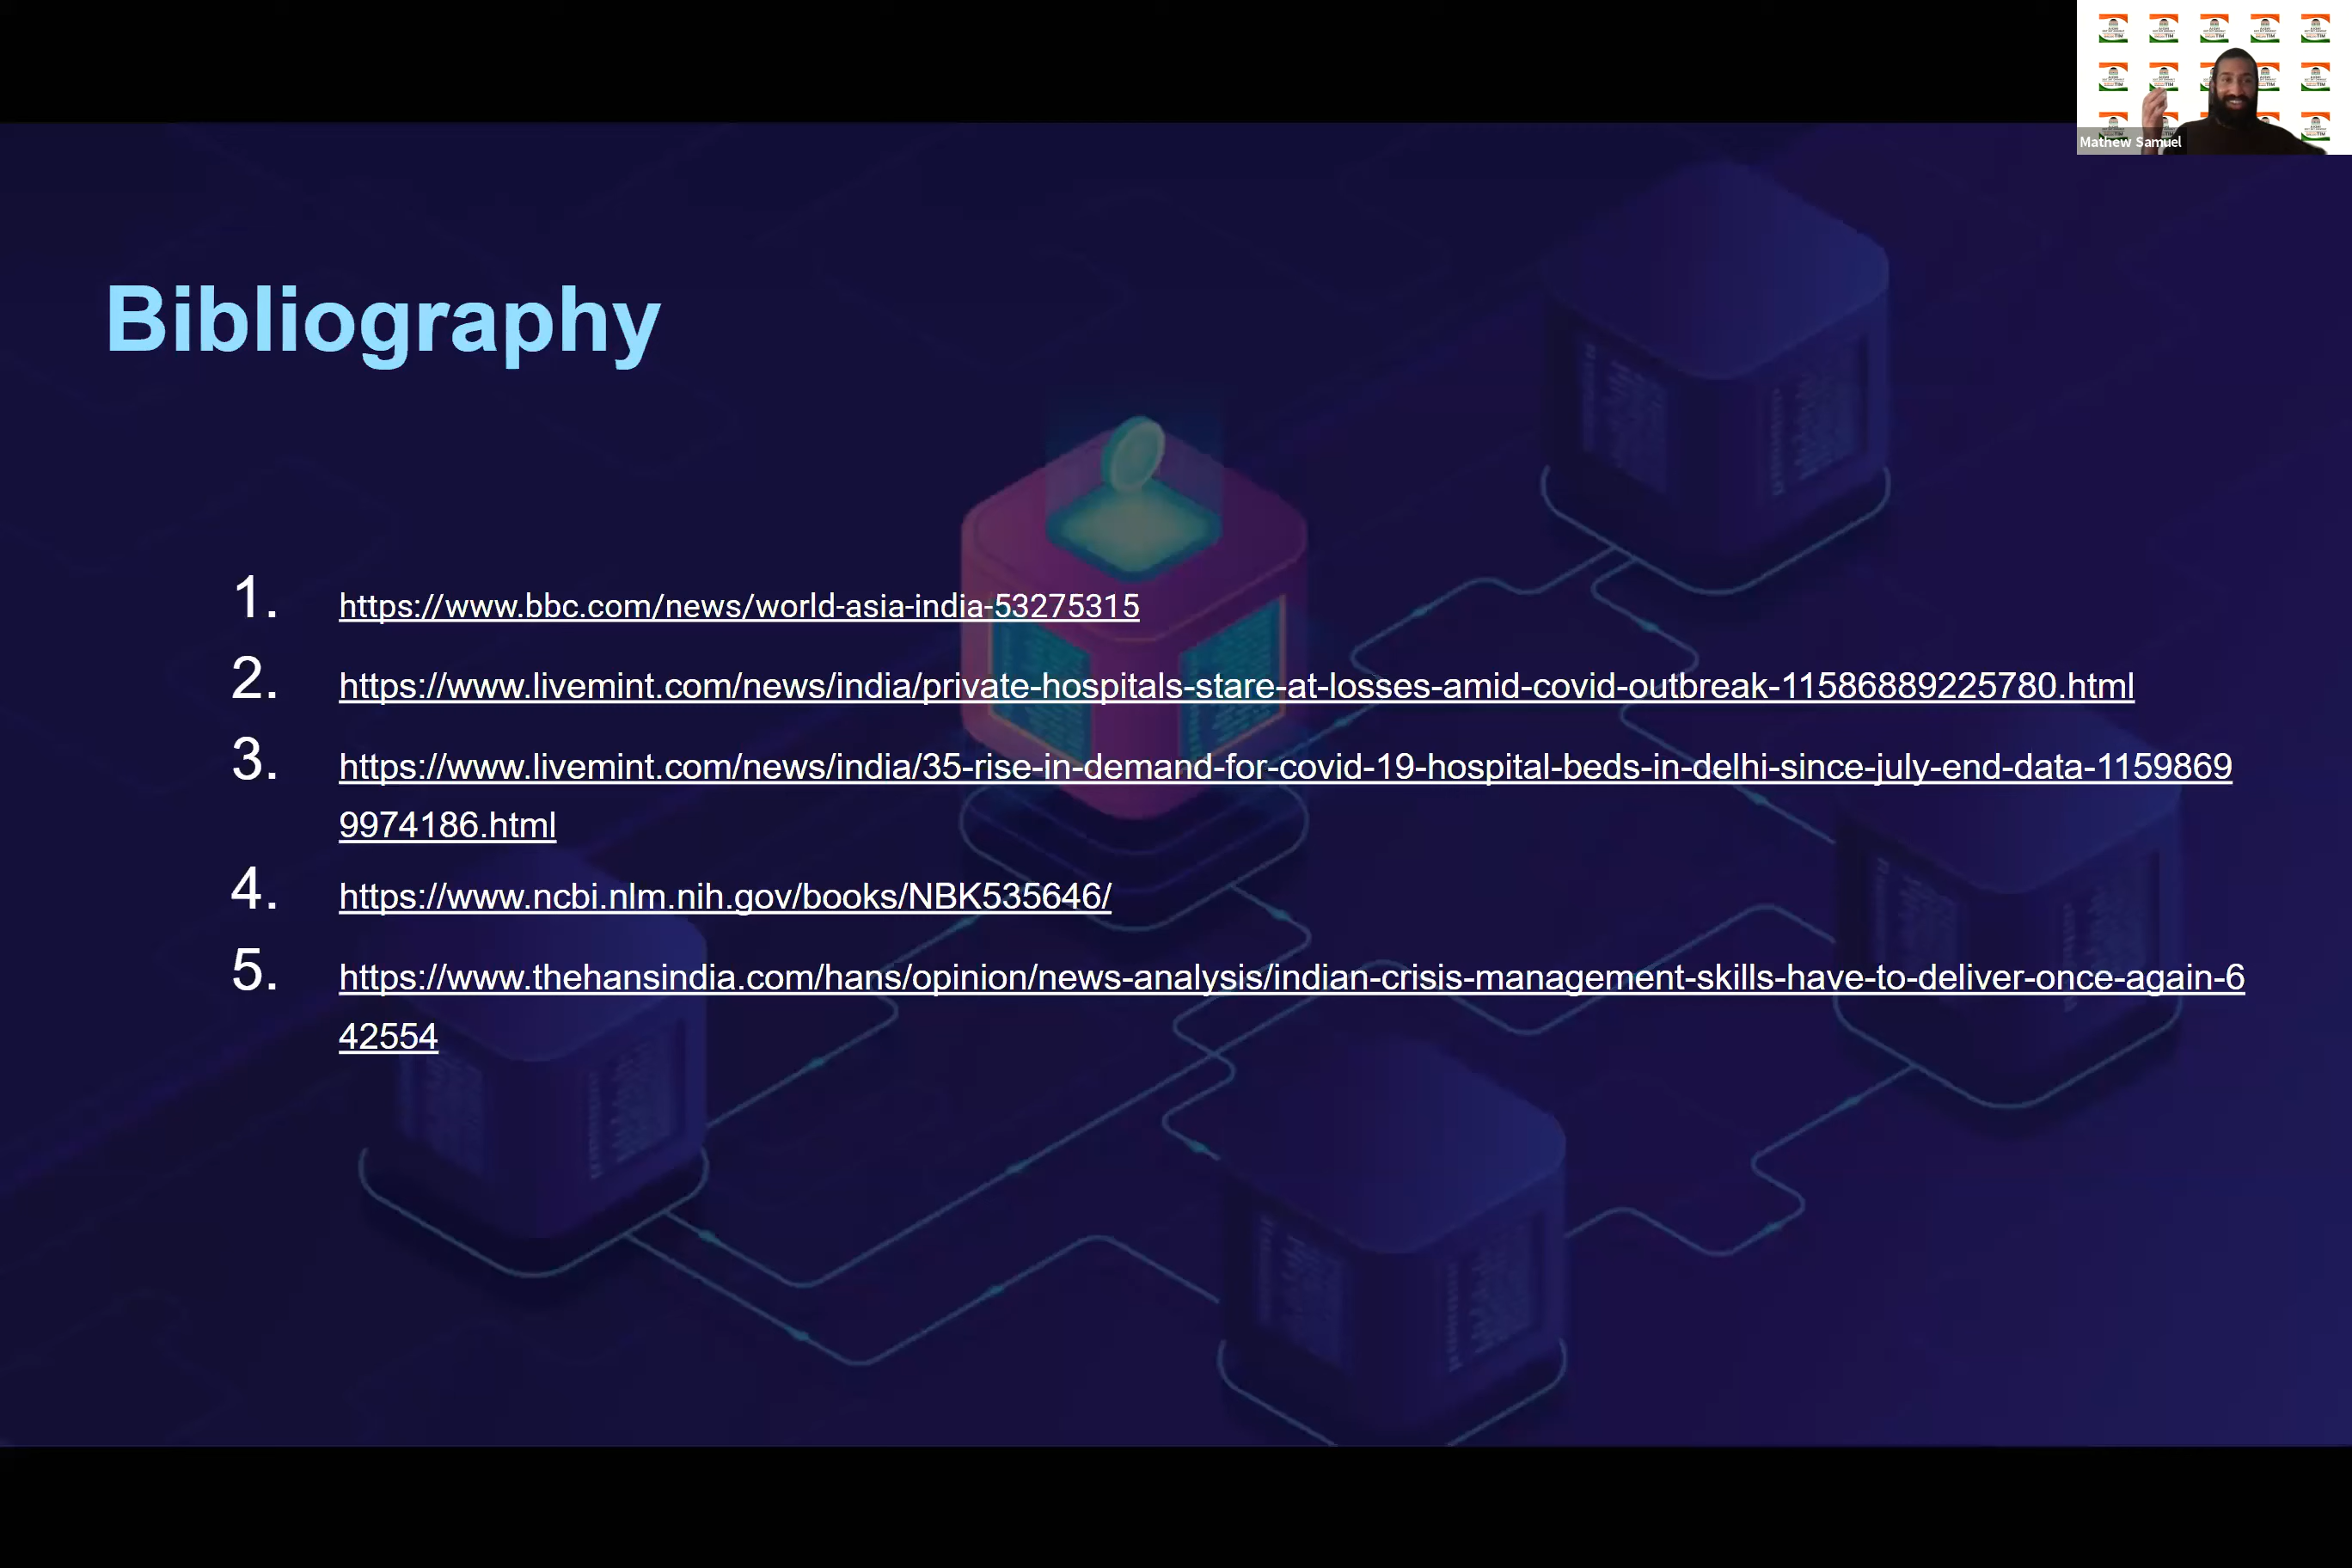 Mathew Samuel
Bibliography
1. https://www.bbc.com/news/world-asia-india-53275315
2. https://www.livemint.com/news/india/private-hospitals-stare-at-losses-amid-covid-outbreak-11586889225780.html
3. https://www.livemint.com/news/india/35-rise-in-demand-for-covid-19-hospital-beds-in-delhi-since-july-end-data-1159869
9974186.html
4. https://www.ncbi.nlm.nih.gov/books/NBK535646/
5. https://www.thehansindia.com/hans/opinion/news-analysis/indian-crisis-management-skills-have-to-deliver-once-again-6
42554